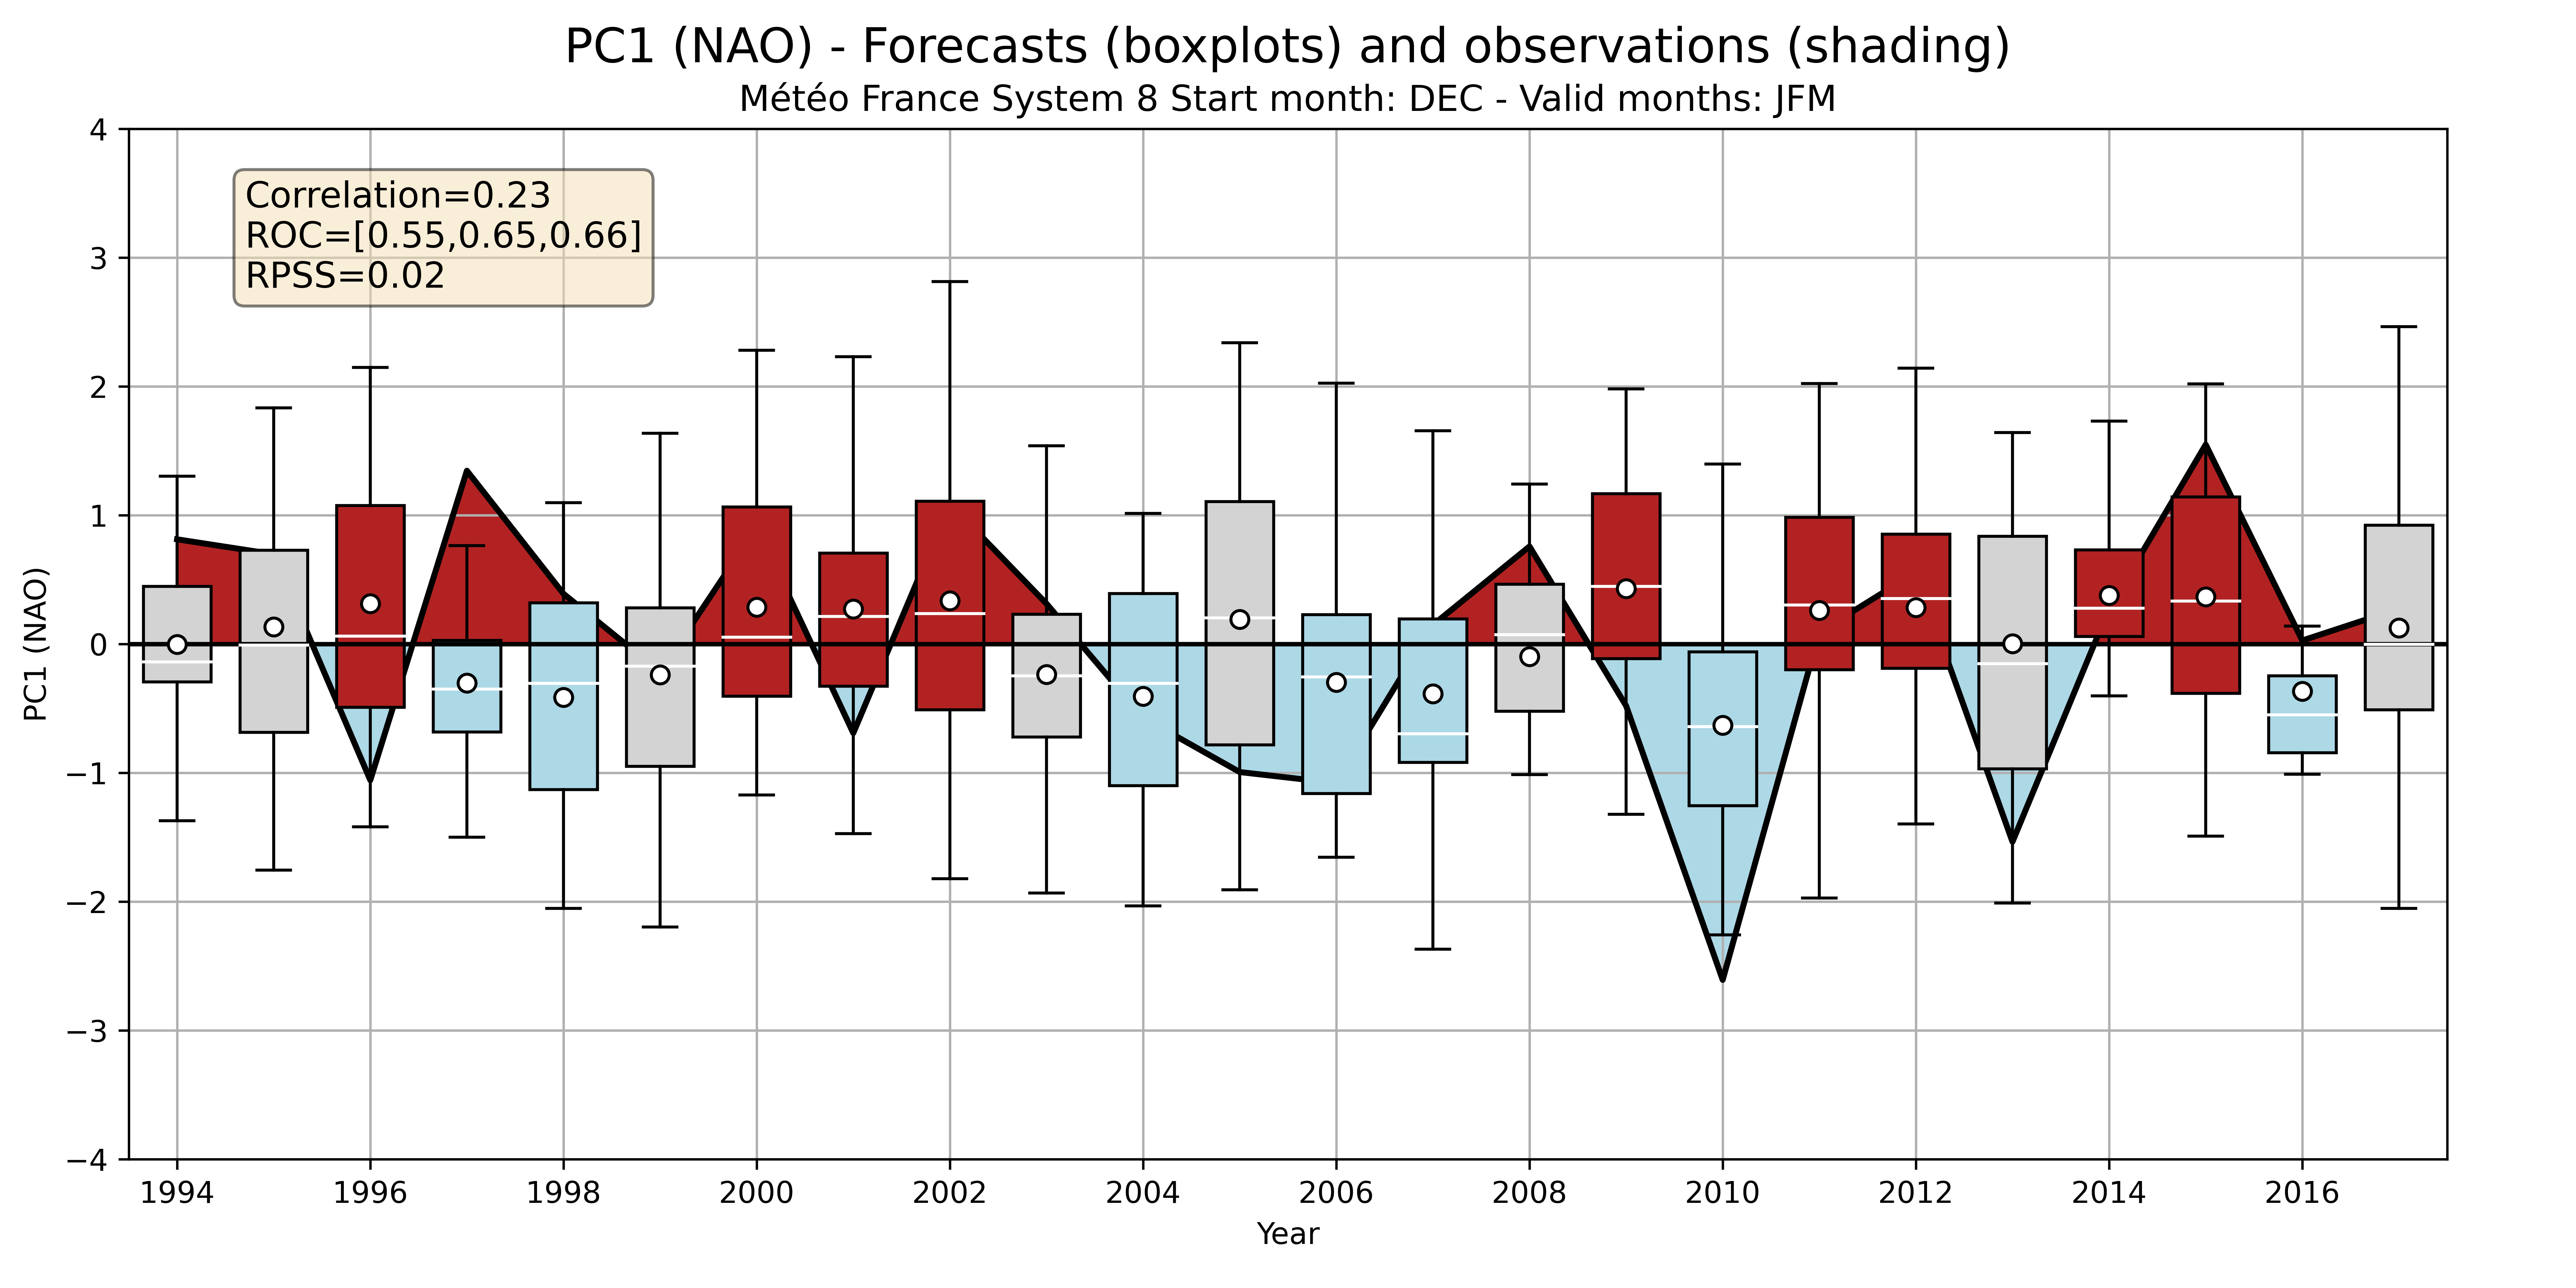 PC1 (NAO) - Forecasts (boxplots) and observations (shading)
Météo France System 8 Start month: DEC - Valid months: JFM
Correlation=0.23
ROC=[0.55,0.65,0.66]
RPSS=0.02
PC1 (NAO)
4
3
2
1
0
−1
−2
−3
−4
1994 1996 1998 2000 2002 2004 2006 2008 2010 2012 2014 2016
Year